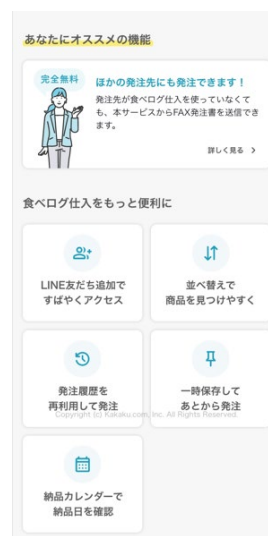 あなたにオススメの機能
完全無料
ほかの発注先にも発注できます！
発注先が食べログ仕入を使っていなくて
も、本サービスからFAX発注書を送信でき
ます。
詳しく見る
食べログ仕入をもっと便利に
LINE友だち追加で
すばやくアクセス
並べ替えで
商品を見つけやすく
発注履歴を
再利用して発注
一時保存して
あとから発注
Copyright (c) Kakaku.com, Inc. All Rights Reserved.
納品カレンダーで
納品日を確認